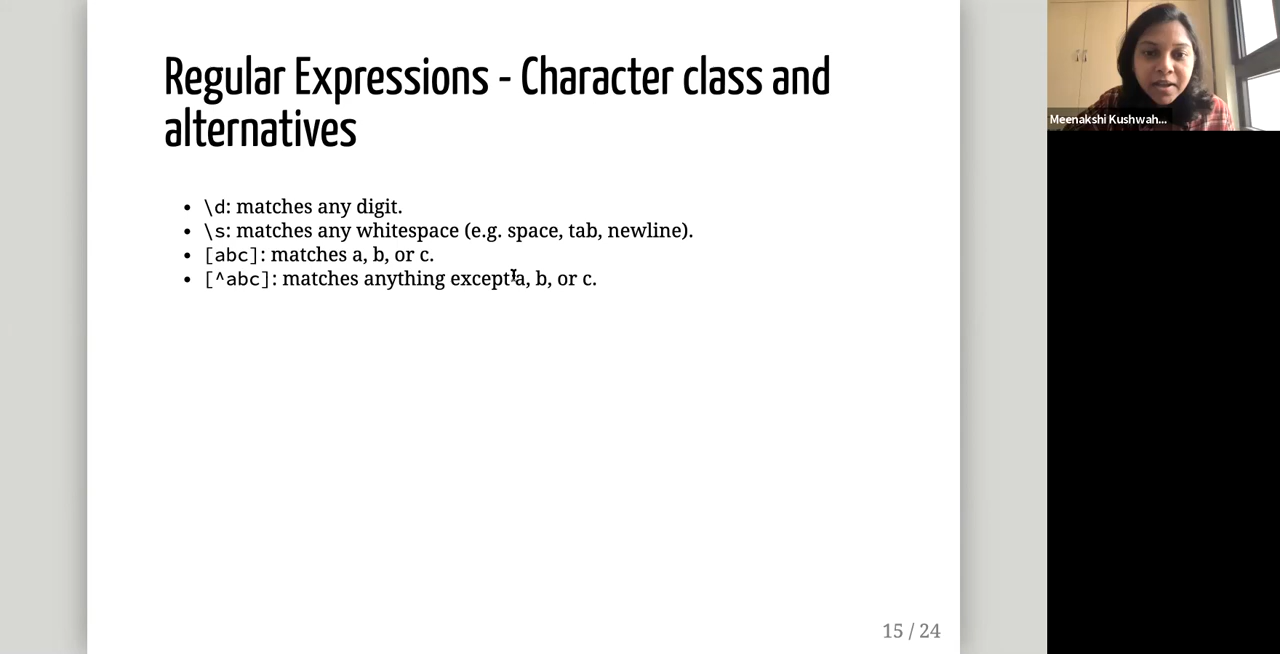 Regular Expressions - Character class and
alternatives
• \d: matches any digit.
• \s: matches any whitespace (e.g. space, tab, newline).
• [abc]: matches a, b, or c.
• [^abc]: matches anything except a, b, or c.
15 / 24
Meenakshi Kushwah...